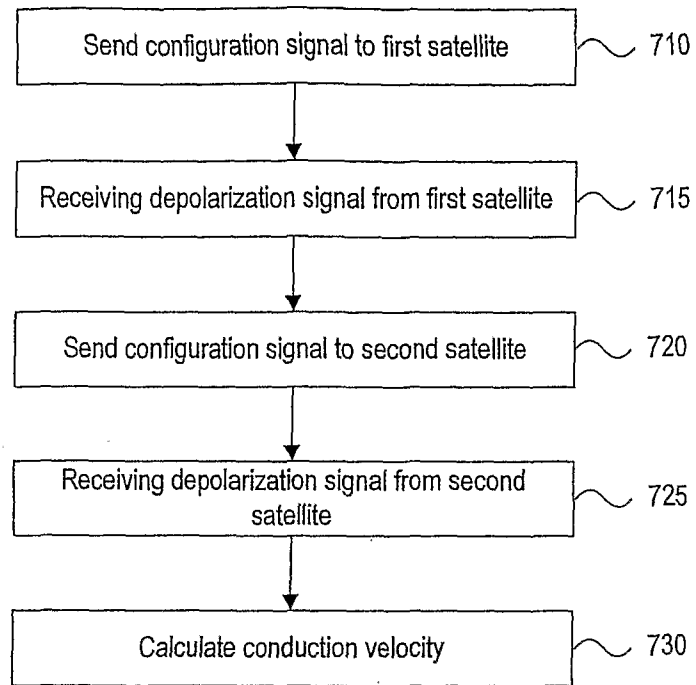 Send configuration signal to first satellite
710
Receiving depolarization signal from first satellite
715
Send configuration signal to second satellite
720
Receiving depolarization signal from second
satellite
725
Calculate conduction velocity
730